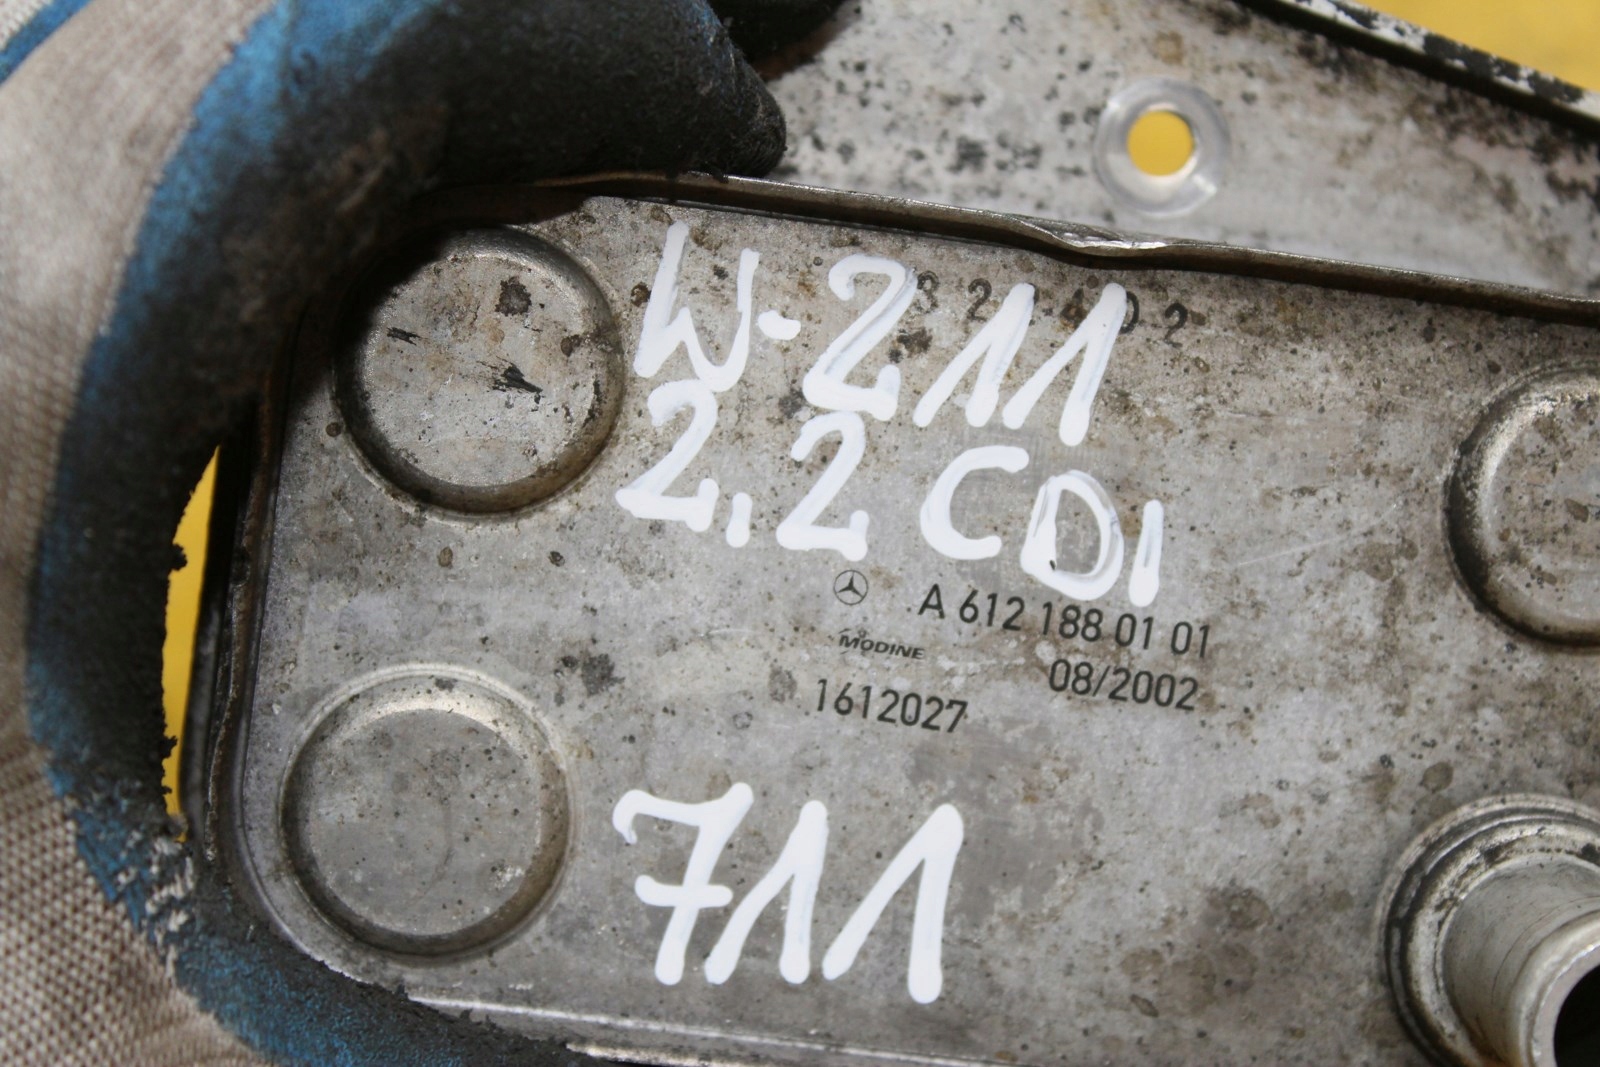 W-211
2,2 CDI
A 612 188 01 01
MODINE
08/2002
1612027
711